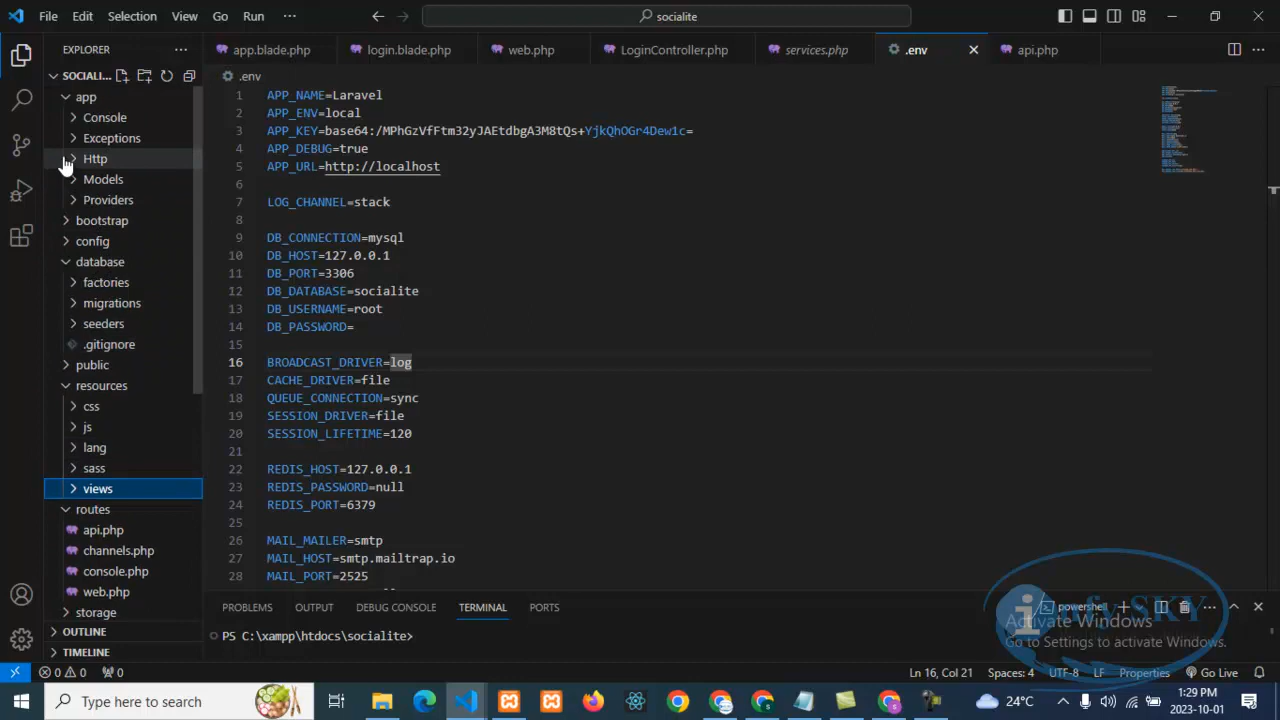 File Edit Selection View Go Run ··· socialite
EXPLORER ···
app.blade.php login.blade.php web.php LoginController.php services.php .env api.php ···
SOCIALI...
.env
app
Console
Exceptions
Http
Models
Providers
bootstrap
config
database
factories
migrations
seeders
.gitignore
public
resources
css
js
lang
sass
views
routes
api.php
channels.php
console.php
web.php
storage
OUTLINE
TIMELINE
1 APP_NAME=Laravel
2 APP_ENV=local
3 APP_KEY=base64:/MPhGzVfFtm32yJAEtdbgA3M8tQs+YjkQhOGr4Dew1c=
4 APP_DEBUG=true
5 APP_URL=http://localhost
6
7 LOG_CHANNEL=stack
8
9 DB_CONNECTION=mysql
10 DB_HOST=127.0.0.1
11 DB_PORT=3306
12 DB_DATABASE=socialite
13 DB_USERNAME=root
14 DB_PASSWORD=
15
16 BROADCAST_DRIVER=log
17 CACHE_DRIVER=file
18 QUEUE_CONNECTION=sync
19 SESSION_DRIVER=file
20 SESSION_LIFETIME=120
21
22 REDIS_HOST=127.0.0.1
23 REDIS_PASSWORD=null
24 REDIS_PORT=6379
25
26 MAIL_MAILER=smtp
27 MAIL_HOST=smtp.mailtrap.io
28 MAIL_PORT=2525
PROBLEMS OUTPUT DEBUG CONSOLE TERMINAL PORTS powershell ···
PS C:\xampp\htdocs\socialite>
Activate Windows
Go to Settings to activate Windows.
0 0 0 Ln 16, Col 21 Spaces: 4 UTF-8 LF Properties Go Live
Type here to search 24°C 1:29 PM
2023-10-01